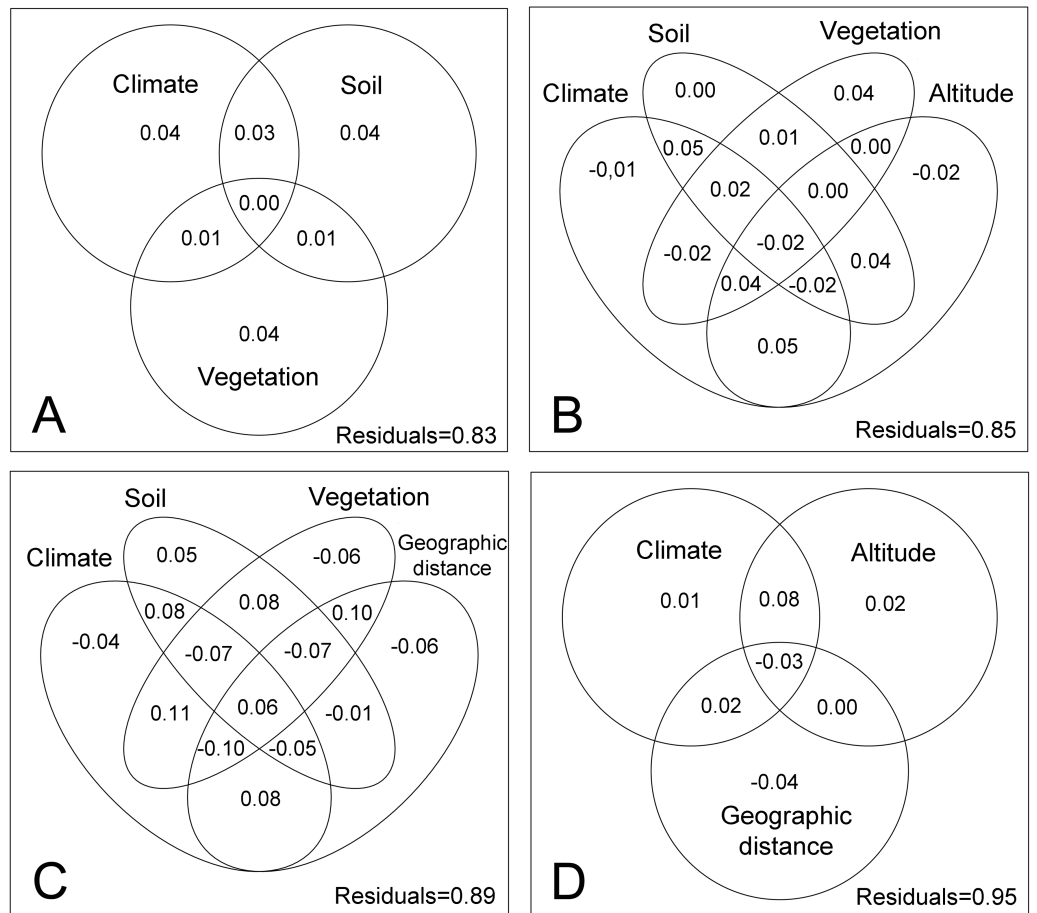 Climate
Soil
0.04
0.03
0.04
0.00
0.01
0.01
0.04
Vegetation
A
Residuals=0.83
Soil
Vegetation
Climate
Altitude
0.00
0.04
0.01
0.05
0.00
-0,01
-0.02
0.02
0.00
-0.02
-0.02
0.04
0.04
-0.02
0.05
B
Residuals=0.85
Soil
Vegetation
Climate
Geographic
distance
0.05
-0.06
0.08
0.08
0.10
-0.04
-0.06
-0.07
-0.07
0.11
0.06
-0.01
-0.10
-0.05
0.08
C
Residuals=0.89
Climate
Altitude
0.01
0.08
0.02
-0.03
0.02
0.00
-0.04
Geographic
distance
D
Residuals=0.95